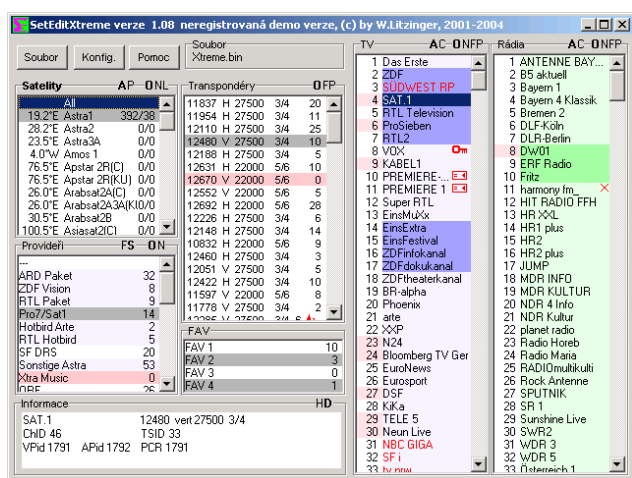 SetEditXtreme verze 1.08 neregistrovaná demo verze, (c) by W.Litzinger, 2001-2004
Soubor Konfig. Pomoc
Soubor
Xtreme.bin
Satelity AP ONL
All
19.2°E Astra1 392/38
28.2°E Astra2 0/0
23.5°E Astra3A 0/0
4.0°W Amos 1 0/0
76.5°E Apstar 2R(C) 0/0
76.5°E Apstar 2R(KU) 0/0
26.0°E Arabsat2A(C) 0/0
26.0°E Arabsat2A3A(KU0/0
30.5°E Arabsat2B 0/0
100.5°E Asiasat2(C) 0/0
Provideři FS ON
---
ARD Paket 32
ZDF Vision 8
RTL Paket 9
Pro7/Sat1 14
Hotbird Arte 2
RTL Hotbird 5
SF DRS 20
Sonstige Astra 53
Xtra Music 0
ORF 26
Transpondéry OFP
11837 H 27500 3/4 20
11954 H 27500 3/4 11
12110 H 27500 3/4 25
12480 V 27500 3/4 10
12188 H 27500 3/4 5
12631 H 22000 5/6 10
12670 V 22000 5/6 0
12552 V 22000 5/6 5
12692 H 22000 5/6 28
12226 H 27500 3/4 6
12148 H 27500 3/4 14
10832 H 22000 5/6 9
12460 H 27500 3/4 3
12051 V 27500 3/4 5
12422 H 27500 3/4 10
11597 V 22000 5/6 8
11778 V 27500 3/4 2
12285 V 27500 3/4 6
FAV
FAV 1 10
FAV 2 3
FAV 3 0
FAV 4 1
Informace HD
SAT.1 12480 vert 27500 3/4
ChID 46 TSID 33
VPid 1791 APid 1792 PCR 1791
TV AC ONFP
1 Das Erste
2 ZDF
3 SÜDWEST RP
4 SAT.1
5 RTL Television
6 ProSieben
7 RTL2
8 VOX
9 KABEL1
10 PREMIERE-...
11 PREMIERE 1
12 Super RTL
13 EinsMuXx
14 EinsExtra
15 EinsFestival
16 ZDFinfokanal
17 ZDFdokukanal
18 ZDFtheaterkanal
19 BR-alpha
20 Phoenix
21 arte
22 XXP
23 N24
24 Bloomberg TV Ger
25 EuroNews
26 Eurosport
27 DSF
28 KiKa
29 TELE 5
30 Neun Live
31 NBC GIGA
32 SF i
33 tv.nrw
Rádia AC ONFP
1 ANTENNE BAY...
2 B5 aktuell
3 Bayern 1
4 Bayern 4 Klassik
5 Bremen 2
6 DLF-Köln
7 DLR-Berlin
8 DW01
9 ERF Radio
10 Fritz
11 harmony fm_
12 HIT RADIO FFH
13 HR XXL
14 HR1 plus
15 HR2
16 HR2 plus
17 JUMP
18 MDR INFO
19 MDR KULTUR
20 NDR 4 Info
21 NDR Kultur
22 planet radio
23 Radio Horeb
24 Radio Maria
25 RADIOmultikulti
26 Rock Antenne
27 SPUTNIK
28 SR 1
29 Sunshine Live
30 SWR2
31 WDR 3
32 WDR 5
33 Österreich 1